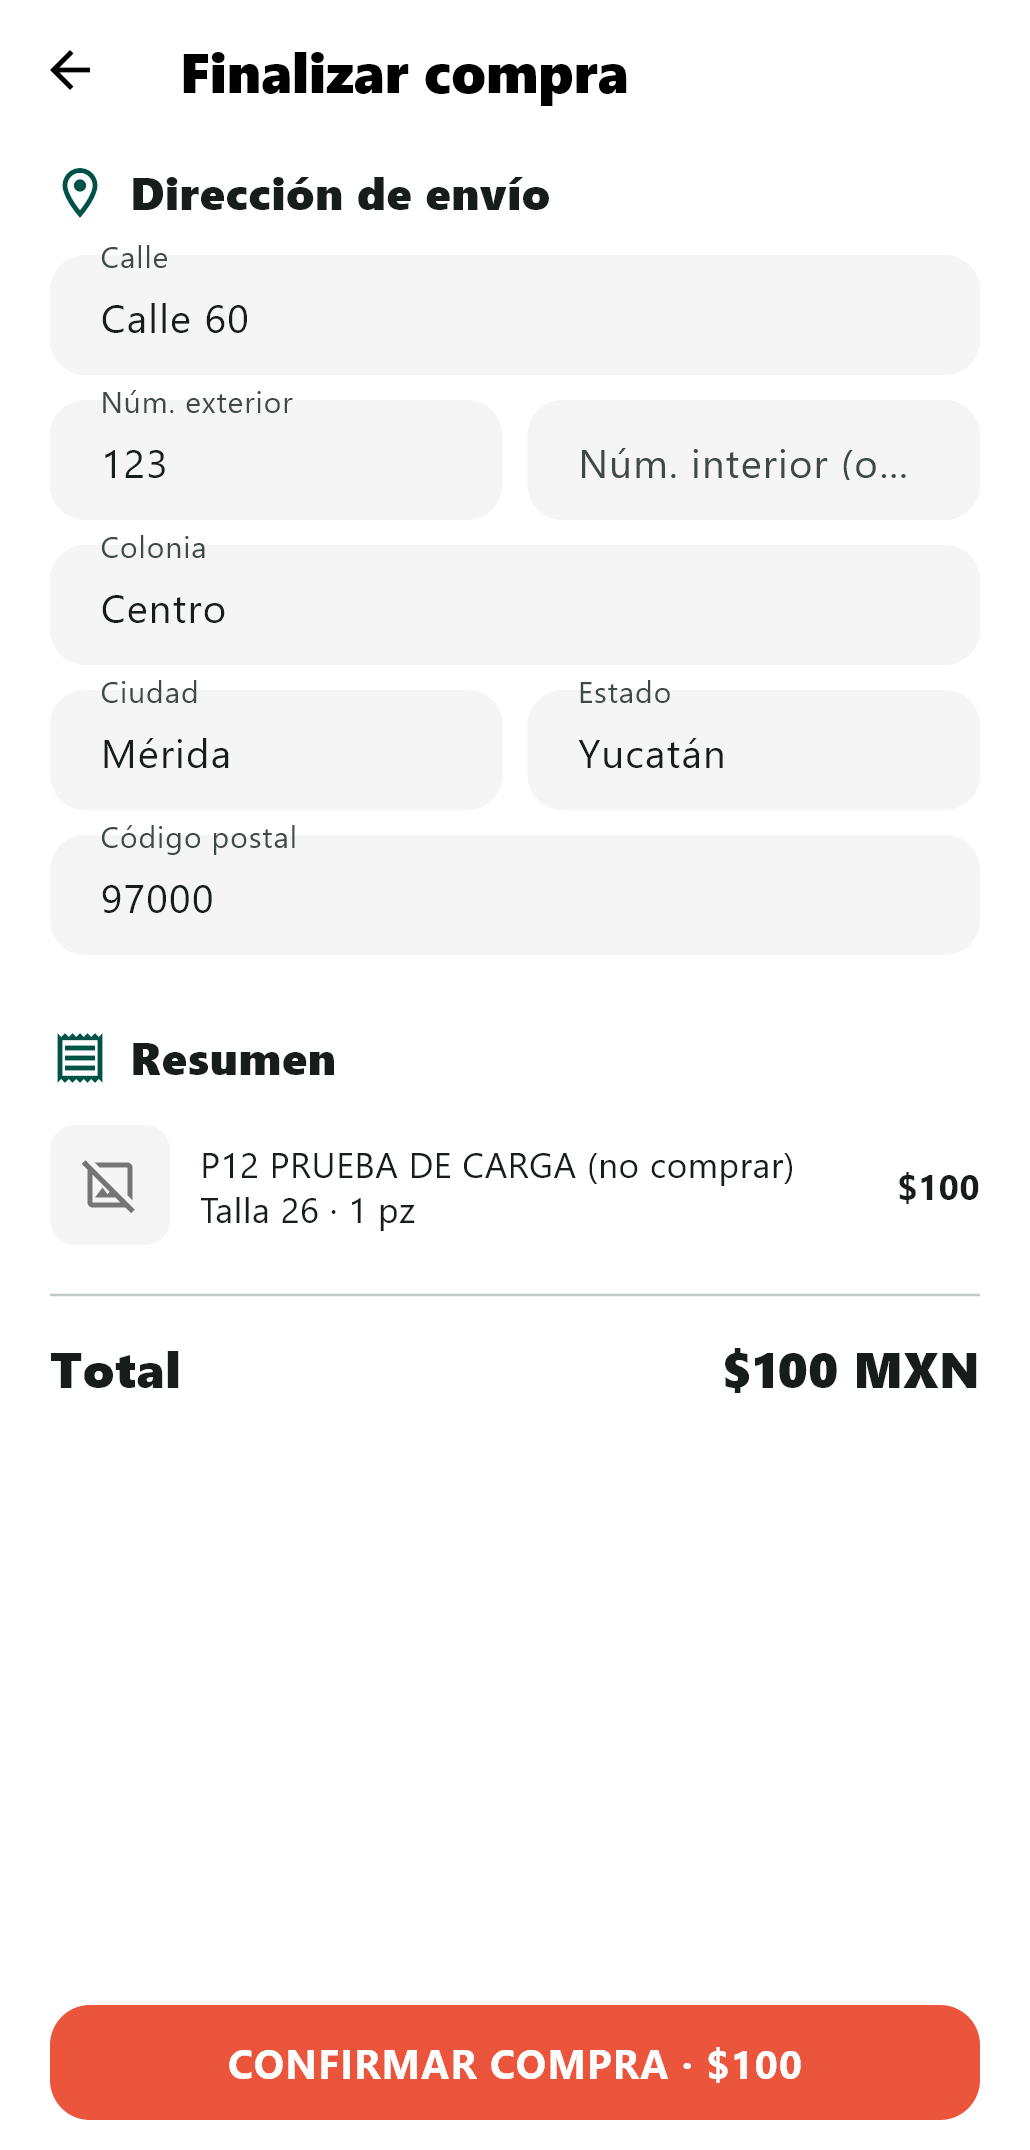 Finalizar compra
Dirección de envío
Calle
Calle 60
Núm. exterior
123
Núm. interior (o...
Colonia
Centro
Ciudad
Mérida
Estado
Yucatán
Código postal
97000
Resumen
P12 PRUEBA DE CARGA (no comprar)
Talla 26 · 1 pz
$100
Total
$100 MXN
CONFIRMAR COMPRA · $100